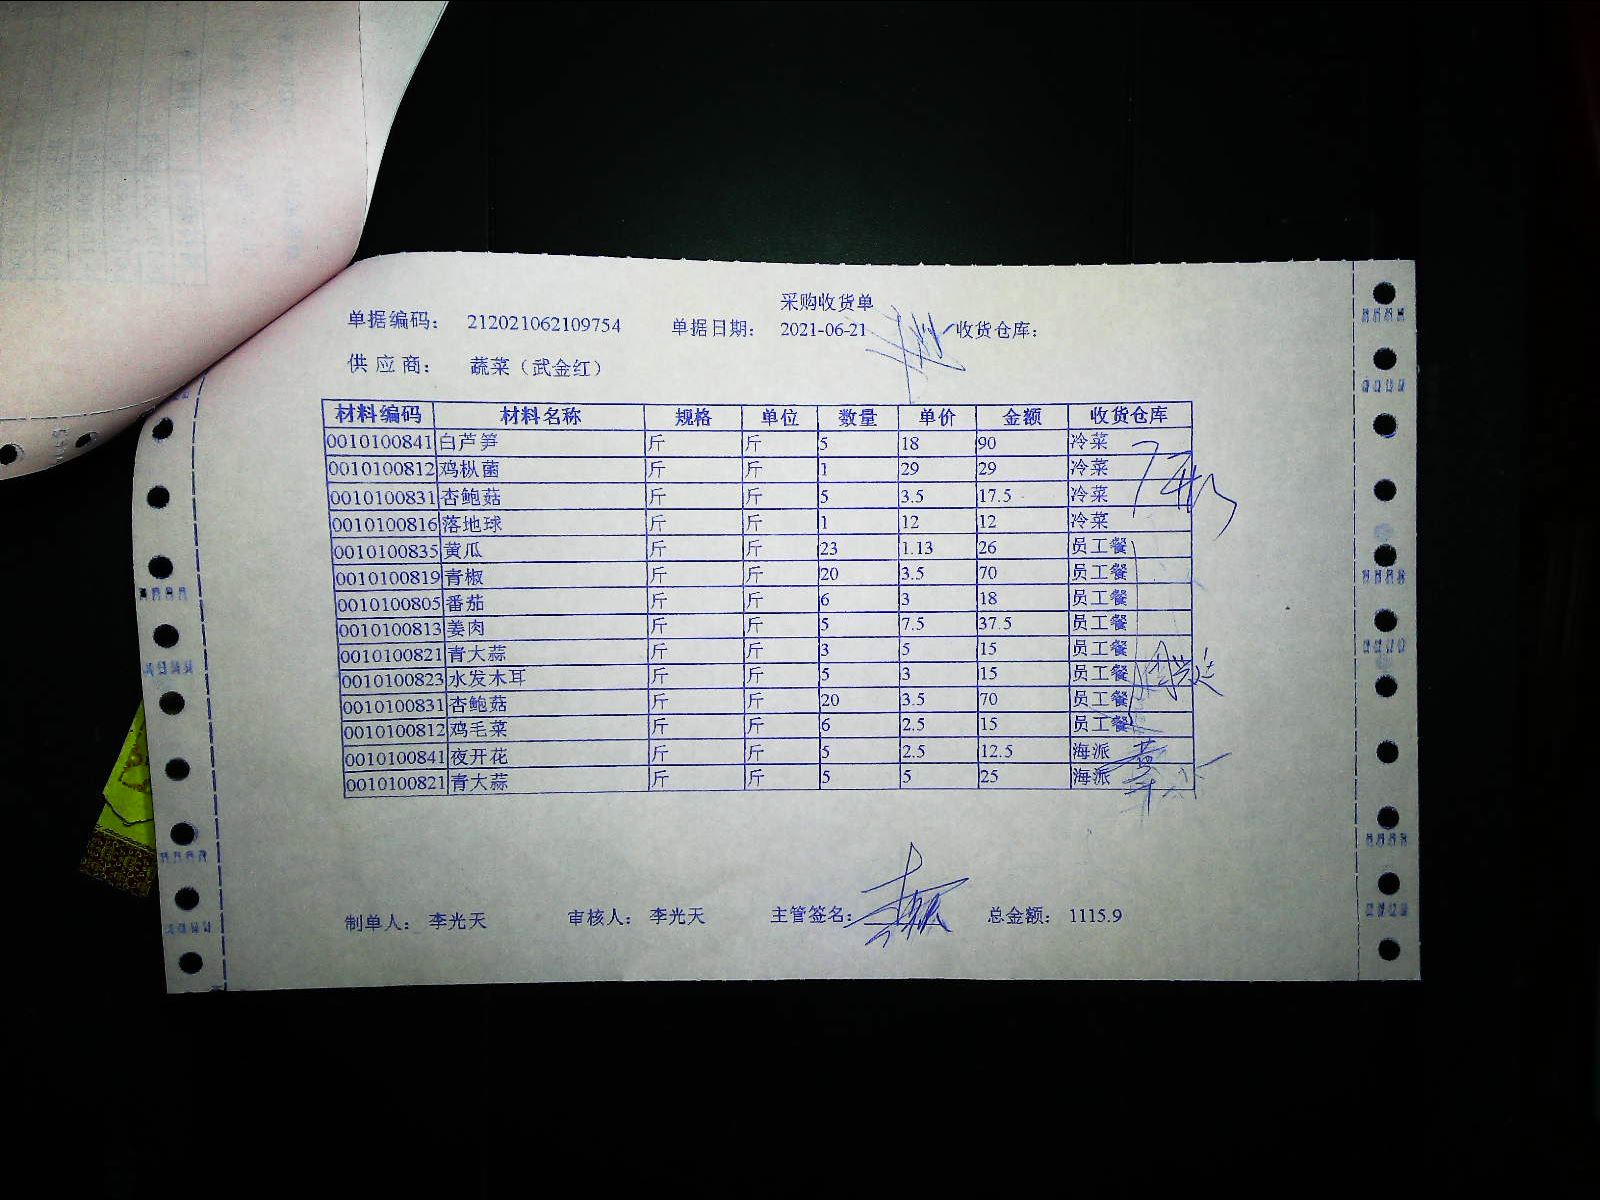 采购收货单
单据编码： 212021062109754 单据日期： 2021-06-21 收货仓库：
供应商： 蔬菜（武金红）
材料编码 材料名称 规格 单位 数量 单价 金额 收货仓库
0010100841 白芦笋 斤 斤 5 18 90 冷菜
0010100812 鸡枞菌 斤 斤 1 29 29 冷菜
0010100831 杏鲍菇 斤 斤 5 3.5 17.5 冷菜
0010100816 落地球 斤 斤 1 12 12 冷菜
0010100835 黄瓜 斤 斤 23 1.13 26 员工餐
0010100819 青椒 斤 斤 20 3.5 70 员工餐
0010100805 番茄 斤 斤 6 3 18 员工餐
0010100813 姜肉 斤 斤 5 7.5 37.5 员工餐
0010100821 青大蒜 斤 斤 3 5 15 员工餐
0010100823 水发木耳 斤 斤 5 3 15 员工餐
0010100831 杏鲍菇 斤 斤 20 3.5 70 员工餐
0010100812 鸡毛菜 斤 斤 6 2.5 15 员工餐
0010100841 夜开花 斤 斤 5 2.5 12.5 海派
0010100821 青大蒜 斤 斤 5 5 25 海派
制单人： 李光天 审核人： 李光天 主管签名： 总金额： 1115.9